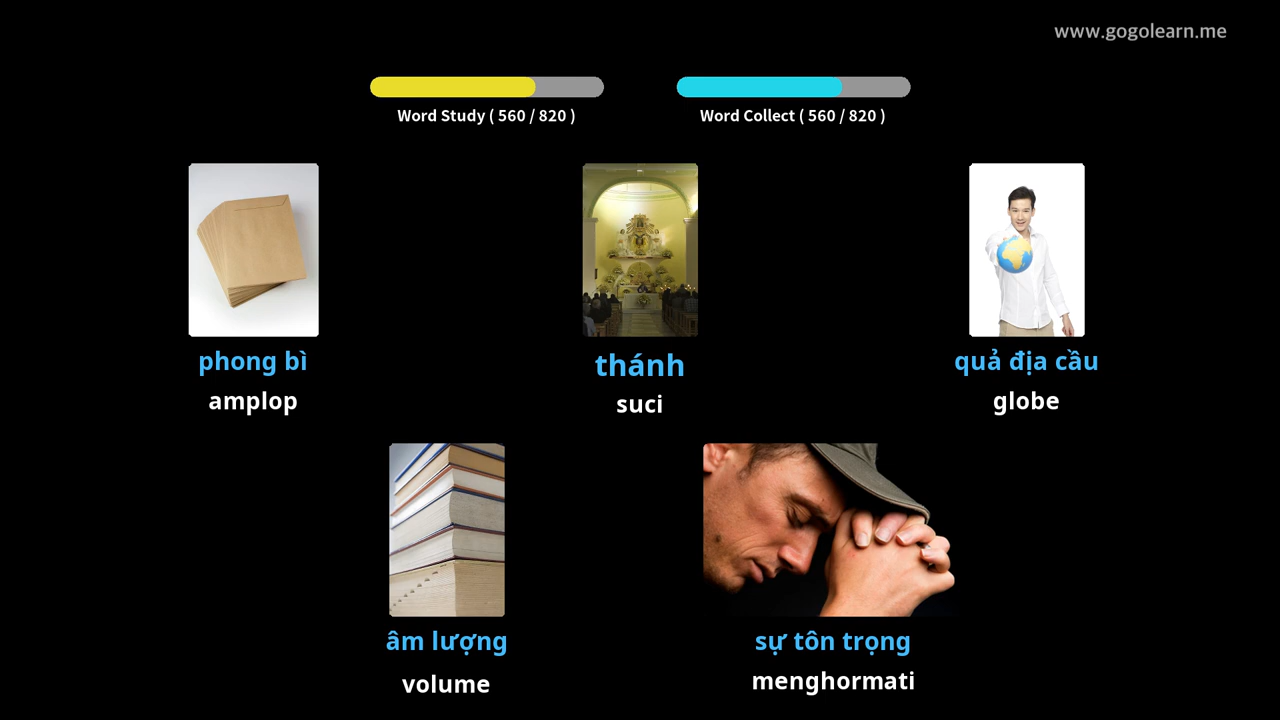 www.gogolearn.me
Word Study ( 560 / 820 )
Word Collect ( 560 / 820 )
phong bì
amplop
thánh
suci
quả địa cầu
globe
âm lượng
volume
sự tôn trọng
menghormati